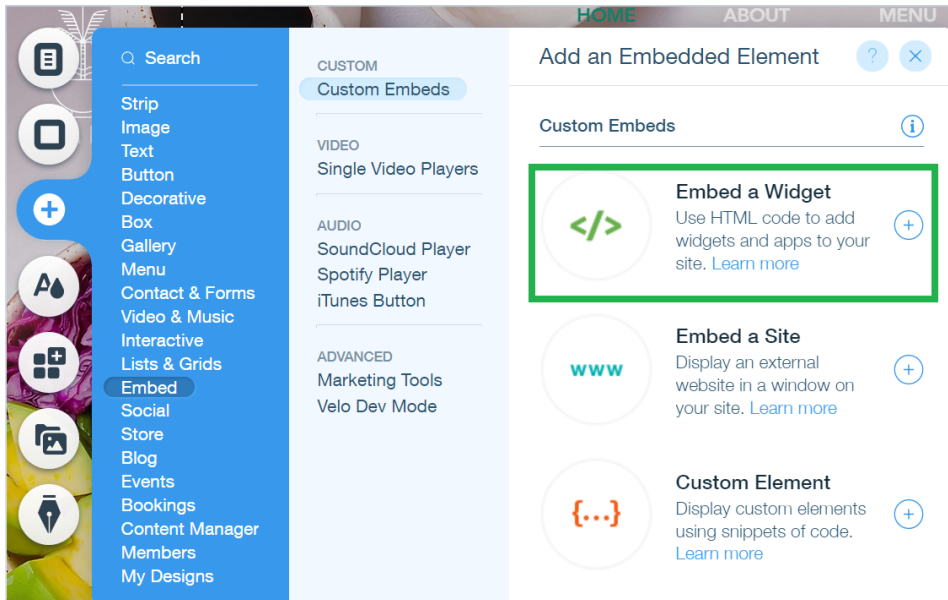 HOME ABOUT MENU
Search
Strip
Image
Text
Button
Decorative
Box
Gallery
Menu
Contact & Forms
Video & Music
Interactive
Lists & Grids
Embed
Social
Store
Blog
Events
Bookings
Content Manager
Members
My Designs
CUSTOM
Custom Embeds
VIDEO
Single Video Players
AUDIO
SoundCloud Player
Spotify Player
iTunes Button
ADVANCED
Marketing Tools
Velo Dev Mode
Add an Embedded Element
Custom Embeds
</>
Embed a Widget
Use HTML code to add
widgets and apps to your
site. Learn more
www
Embed a Site
Display an external
website in a window on
your site. Learn more
{...}
Custom Element
Display custom elements
using snippets of code.
Learn more